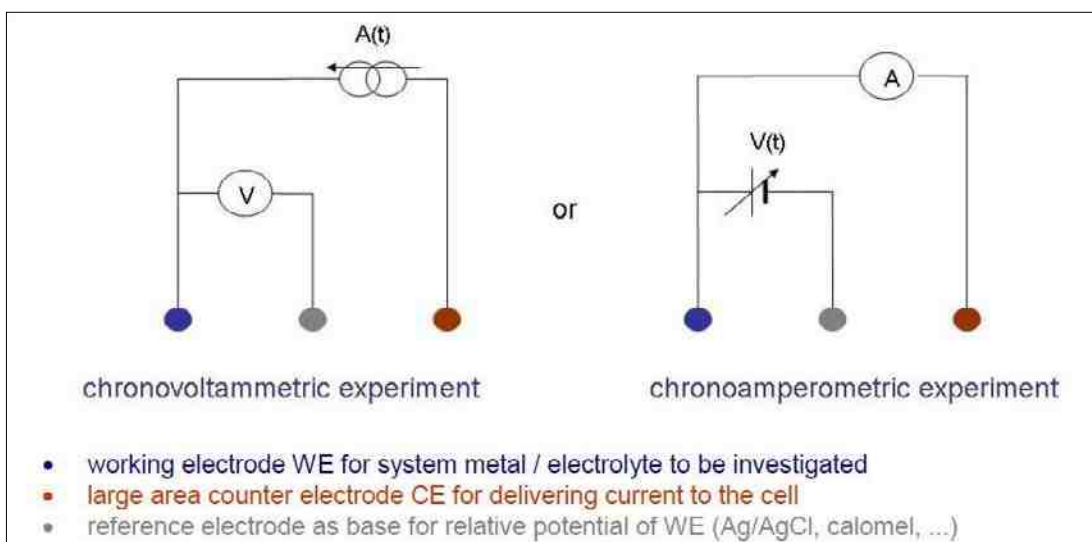 A(t)
V
or
A
V(t)
chronovoltammetric experiment
chronoamperometric experiment
• working electrode WE for system metal / electrolyte to be investigated
• large area counter electrode CE for delivering current to the cell
• reference electrode as base for relative potential of WE (Ag/AgCl, calomel, ...)